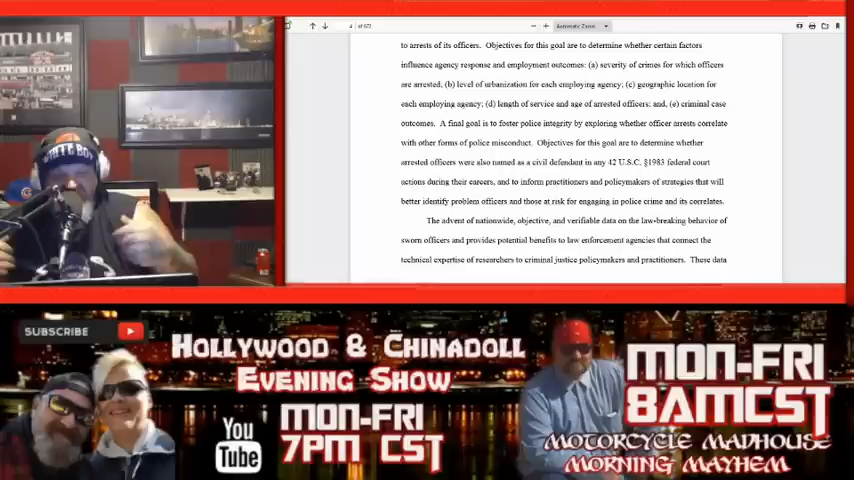 4 of 672
Automatic Zoom
to arrests of its officers. Objectives for this goal are to determine whether certain factors
influence agency response and employment outcomes: (a) severity of crimes for which officers
are arrested; (b) level of urbanization for each employing agency; (c) geographic location for
each employing agency; (d) length of service and age of arrested officers; and, (e) criminal case
outcomes. A final goal is to foster police integrity by exploring whether officer arrests correlate
with other forms of police misconduct. Objectives for this goal are to determine whether
arrested officers were also named as a civil defendant in any 42 U.S.C. §1983 federal court
actions during their careers, and to inform practitioners and policymakers of strategies that will
better identify problem officers and those at risk for engaging in police crime and its correlates.
The advent of nationwide, objective, and verifiable data on the law-breaking behavior of
sworn officers and provides potential benefits to law enforcement agencies that connect the
technical expertise of researchers to criminal justice policymakers and practitioners. These data
WHITE BOY
SUBSCRIBE
HOLLYWOOD & CHINADOLL
EVENING SHOW
You
Tube
MON-FRI
7PM CST
MON-FRI
8AMCST
MOTORCYCLE MADHOUSE
MORNING MAYHEM